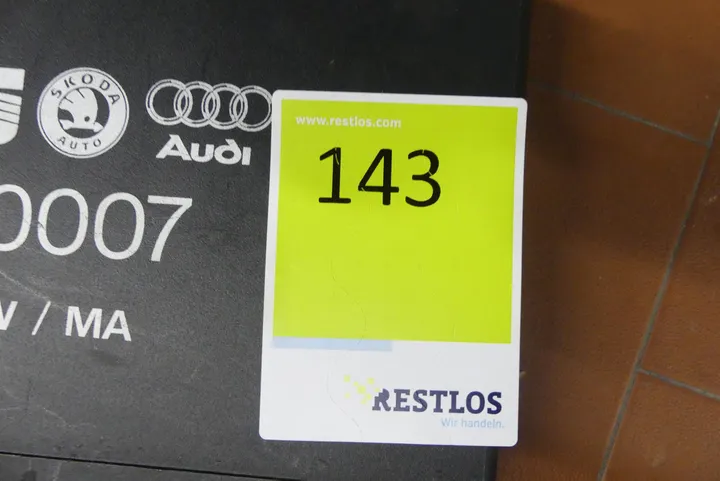 SKODA
AUTO
Audi
0007
/ MA
www.restlos.com
143
RESTLOS
Wir handeln.